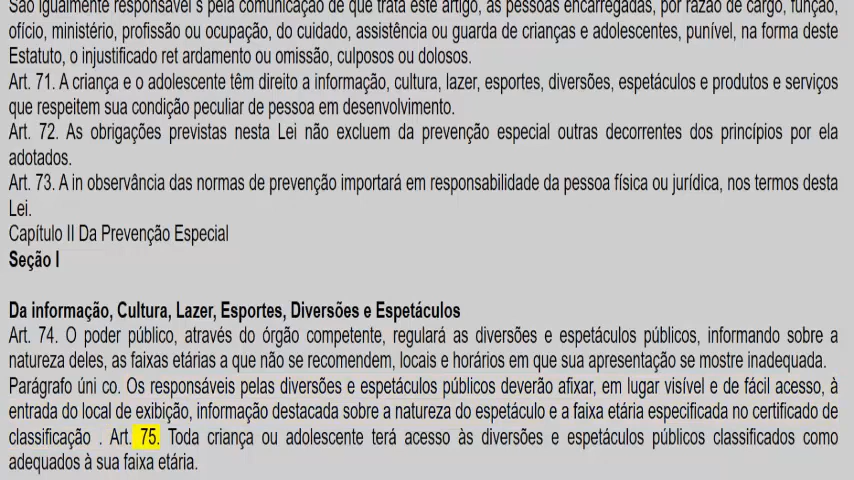 São igualmente responsável s pela comunicação de que trata este artigo, as pessoas encarregadas, por razão de cargo, função,
ofício, ministério, profissão ou ocupação, do cuidado, assistência ou guarda de crianças e adolescentes, punível, na forma deste
Estatuto, o injustificado ret ardamento ou omissão, culposos ou dolosos.
Art. 71. A criança e o adolescente têm direito a informação, cultura, lazer, esportes, diversões, espetáculos e produtos e serviços
que respeitem sua condição peculiar de pessoa em desenvolvimento.
Art. 72. As obrigações previstas nesta Lei não excluem da prevenção especial outras decorrentes dos princípios por ela
adotados.
Art. 73. A in observância das normas de prevenção importará em responsabilidade da pessoa física ou jurídica, nos termos desta
Lei.
Capítulo II Da Prevenção Especial
Seção I
Da informação, Cultura, Lazer, Esportes, Diversões e Espetáculos
Art. 74. O poder público, através do órgão competente, regulará as diversões e espetáculos públicos, informando sobre a
natureza deles, as faixas etárias a que não se recomendem, locais e horários em que sua apresentação se mostre inadequada.
Parágrafo úni co. Os responsáveis pelas diversões e espetáculos públicos deverão afixar, em lugar visível e de fácil acesso, à
entrada do local de exibição, informação destacada sobre a natureza do espetáculo e a faixa etária especificada no certificado de
classificação . Art. 75. Toda criança ou adolescente terá acesso às diversões e espetáculos públicos classificados como
adequados à sua faixa etária.